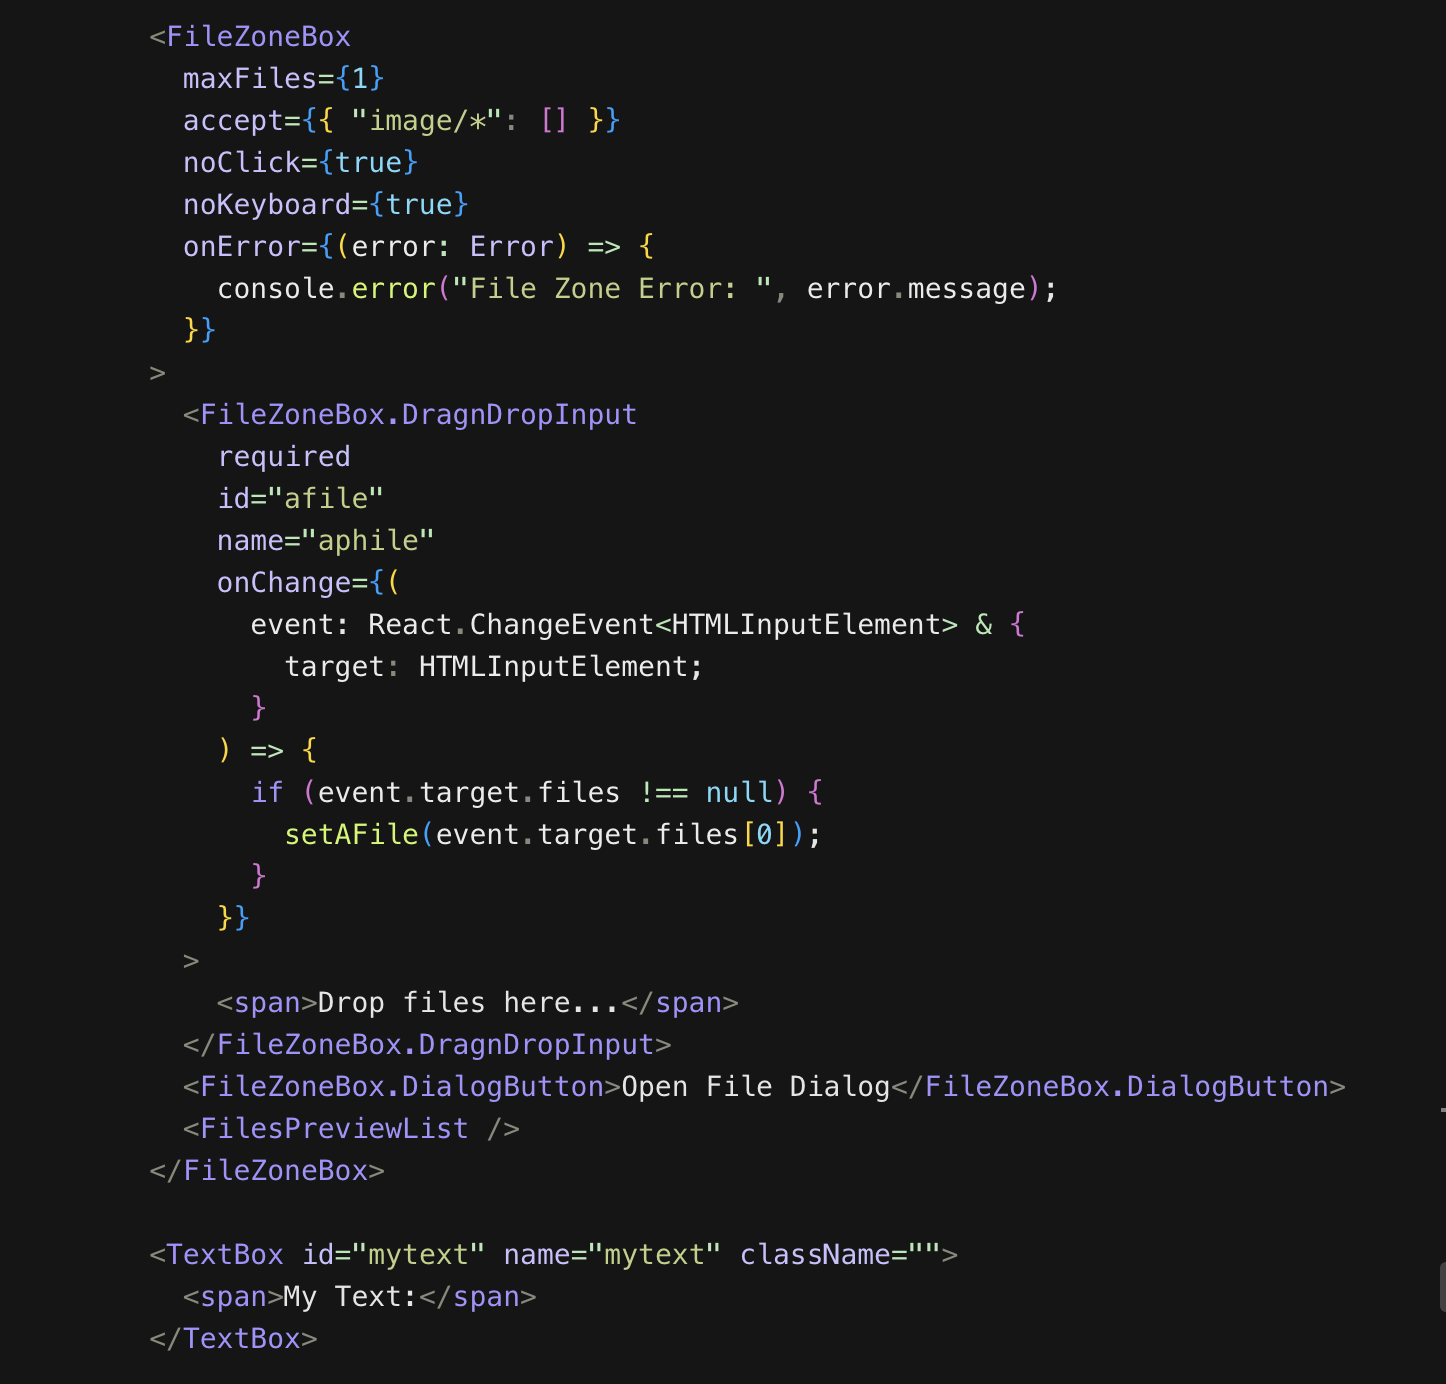 <FileZoneBox
  maxFiles={1}
  accept={{ "image/*": [] }}
  noClick={true}
  noKeyboard={true}
  onError={(error: Error) => {
    console.error("File Zone Error: ", error.message);
  }}
>
  <FileZoneBox.DragnDropInput
    required
    id="afile"
    name="aphile"
    onChange={(
      event: React.ChangeEvent<HTMLInputElement> & {
        target: HTMLInputElement;
      }
    ) => {
      if (event.target.files !== null) {
        setAFile(event.target.files[0]);
      }
    }}
  >
    <span>Drop files here...</span>
  </FileZoneBox.DragnDropInput>
  <FileZoneBox.DialogButton>Open File Dialog</FileZoneBox.DialogButton>
  <FilesPreviewList />
</FileZoneBox>

<TextBox id="mytext" name="mytext" className="">
  <span>My Text:</span>
</TextBox>